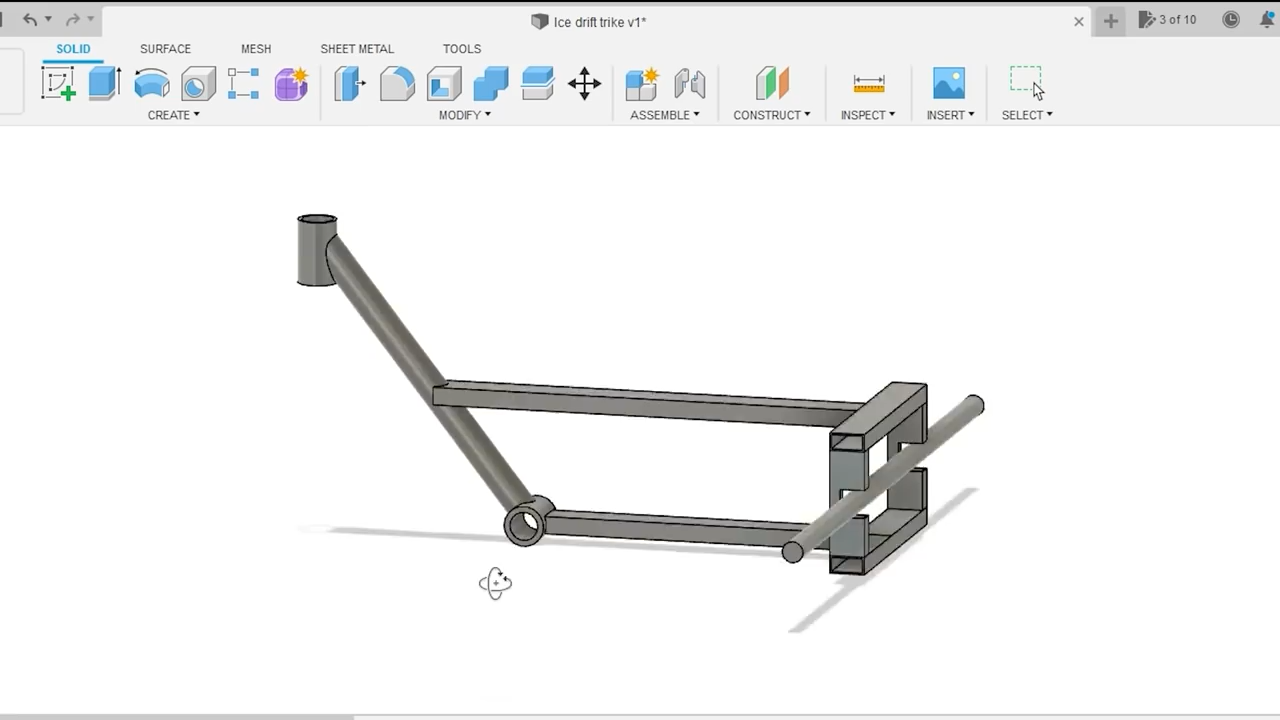 Ice drift trike v1*
3 of 10
SOLID
SURFACE
MESH
SHEET METAL
TOOLS
CREATE
MODIFY
ASSEMBLE
CONSTRUCT
INSPECT
INSERT
SELECT